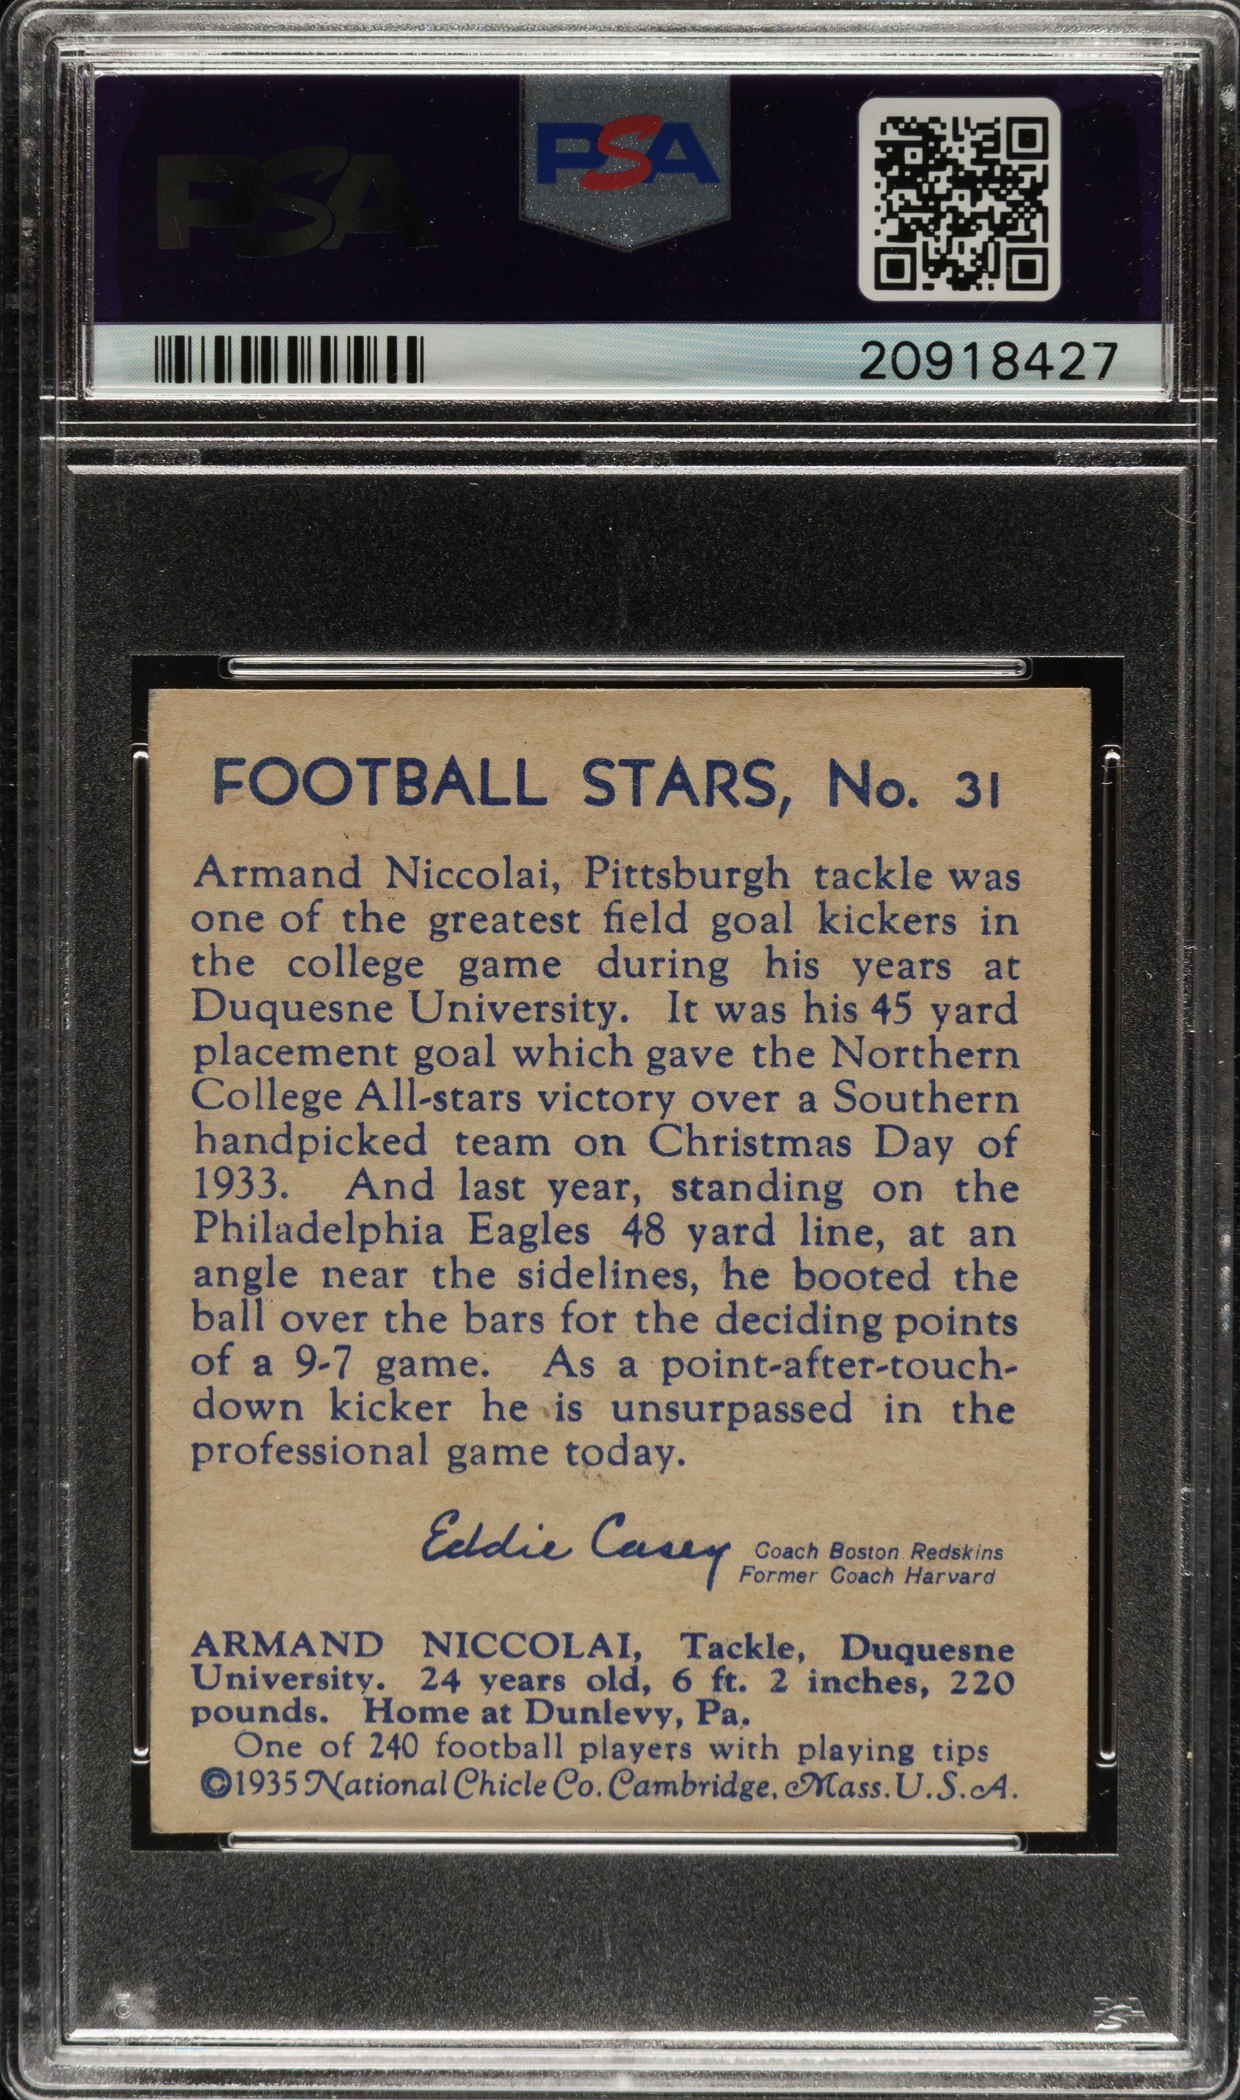 PSA
PSA
20918427
FOOTBALL STARS, No. 31
Armand Niccolai, Pittsburgh tackle was
one of the greatest field goal kickers in
the college game during his years at
Duquesne University. It was his 45 yard
placement goal which gave the Northern
College All-stars victory over a Southern
handpicked team on Christmas Day of
1933. And last year, standing on the
Philadelphia Eagles 48 yard line, at an
angle near the sidelines, he booted the
ball over the bars for the deciding points
of a 9-7 game. As a point-after-touch-
down kicker he is unsurpassed in the
professional game today.
Eddie Casey Coach Boston Redskins
Former Coach Harvard
ARMAND NICCOLAI, Tackle, Duquesne
University. 24 years old, 6 ft. 2 inches, 220
pounds. Home at Dunlevy, Pa.
One of 240 football players with playing tips
©1935 National Chicle Co. Cambridge, Mass. U.S.A.